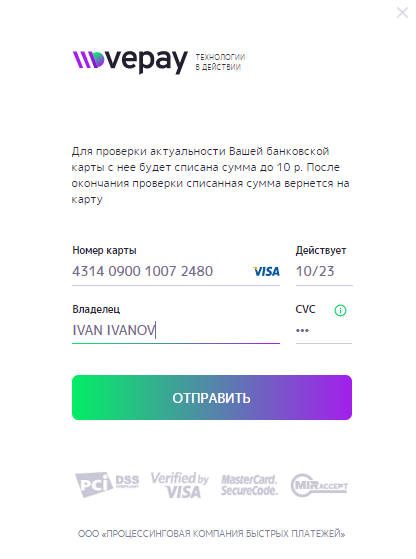 vepay ТЕХНОЛОГИИ
В ДЕЙСТВИИ
Для проверки актуальности Вашей банковской
карты с нее будет списана сумма до 10 р. После
окончания проверки списанная сумма вернется на
карту
Номер карты Действует
4314 0900 1007 2480 VISA 10/23
Владелец CVC
IVAN IVANOV •••
ОТПРАВИТЬ
PCI DSS COMPLIANT Verified by VISA MasterCard. SecureCode. MIR ACCEPT
ООО «ПРОЦЕССИНГОВАЯ КОМПАНИЯ БЫСТРЫХ ПЛАТЕЖЕЙ»